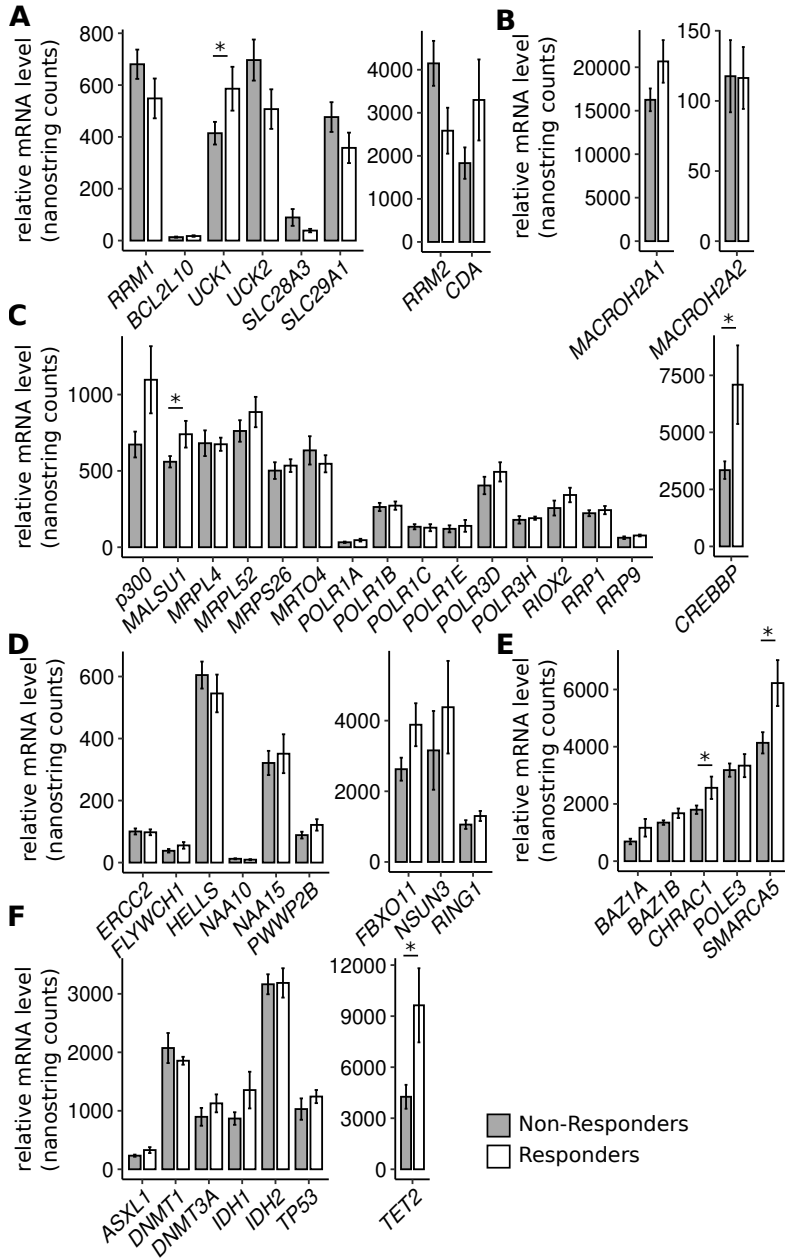 A
relative mRNA level
(nanostring counts)
800
600
400
200
0
*
RRM1
BCL2L10
UCK1
UCK2
SLC28A3
SLC29A1
4000
3000
2000
1000
0
RRM2
CDA
B
relative mRNA level
(nanostring counts)
20000
15000
10000
5000
0
MACROH2A1
150
100
50
0
MACROH2A2
C
relative mRNA level
(nanostring counts)
1000
500
0
*
p300
MALSU1
MRPL4
MRPL52
MRPS26
MRTO4
POLR1A
POLR1B
POLR1C
POLR1E
POLR3D
POLR3H
RIOX2
RRP1
RRP9
*
7500
5000
2500
0
CREBBP
D
relative mRNA level
(nanostring counts)
600
400
200
0
ERCC2
FLYWCH1
HELLS
NAA10
NAA15
PWWP2B
4000
2000
0
FBXO11
NSUN3
RING1
E
relative mRNA level
(nanostring counts)
6000
4000
2000
0
*
*
BAZ1A
BAZ1B
CHRAC1
POLE3
SMARCA5
F
relative mRNA level
(nanostring counts)
3000
2000
1000
0
ASXL1
DNMT1
DNMT3A
IDH1
IDH2
TP53
*
12000
9000
6000
3000
0
TET2
Non-Responders
Responders